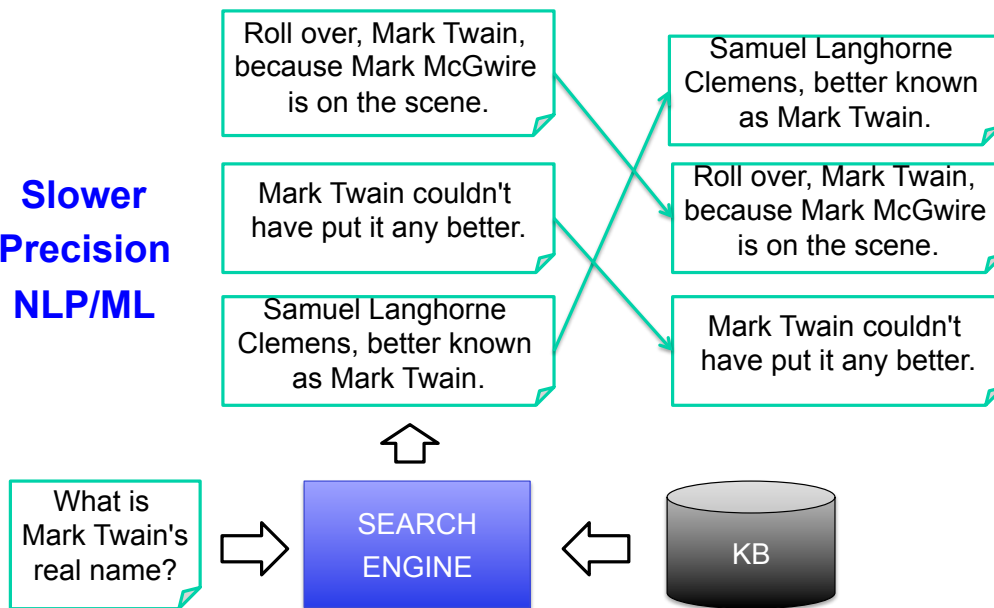 Roll over, Mark Twain,
because Mark McGwire
is on the scene.
Samuel Langhorne
Clemens, better known
as Mark Twain.
Slower
Precision
NLP/ML
Mark Twain couldn't
have put it any better.
Roll over, Mark Twain,
because Mark McGwire
is on the scene.
Samuel Langhorne
Clemens, better known
as Mark Twain.
Mark Twain couldn't
have put it any better.
What is
Mark Twain's
real name?
SEARCH
ENGINE
KB